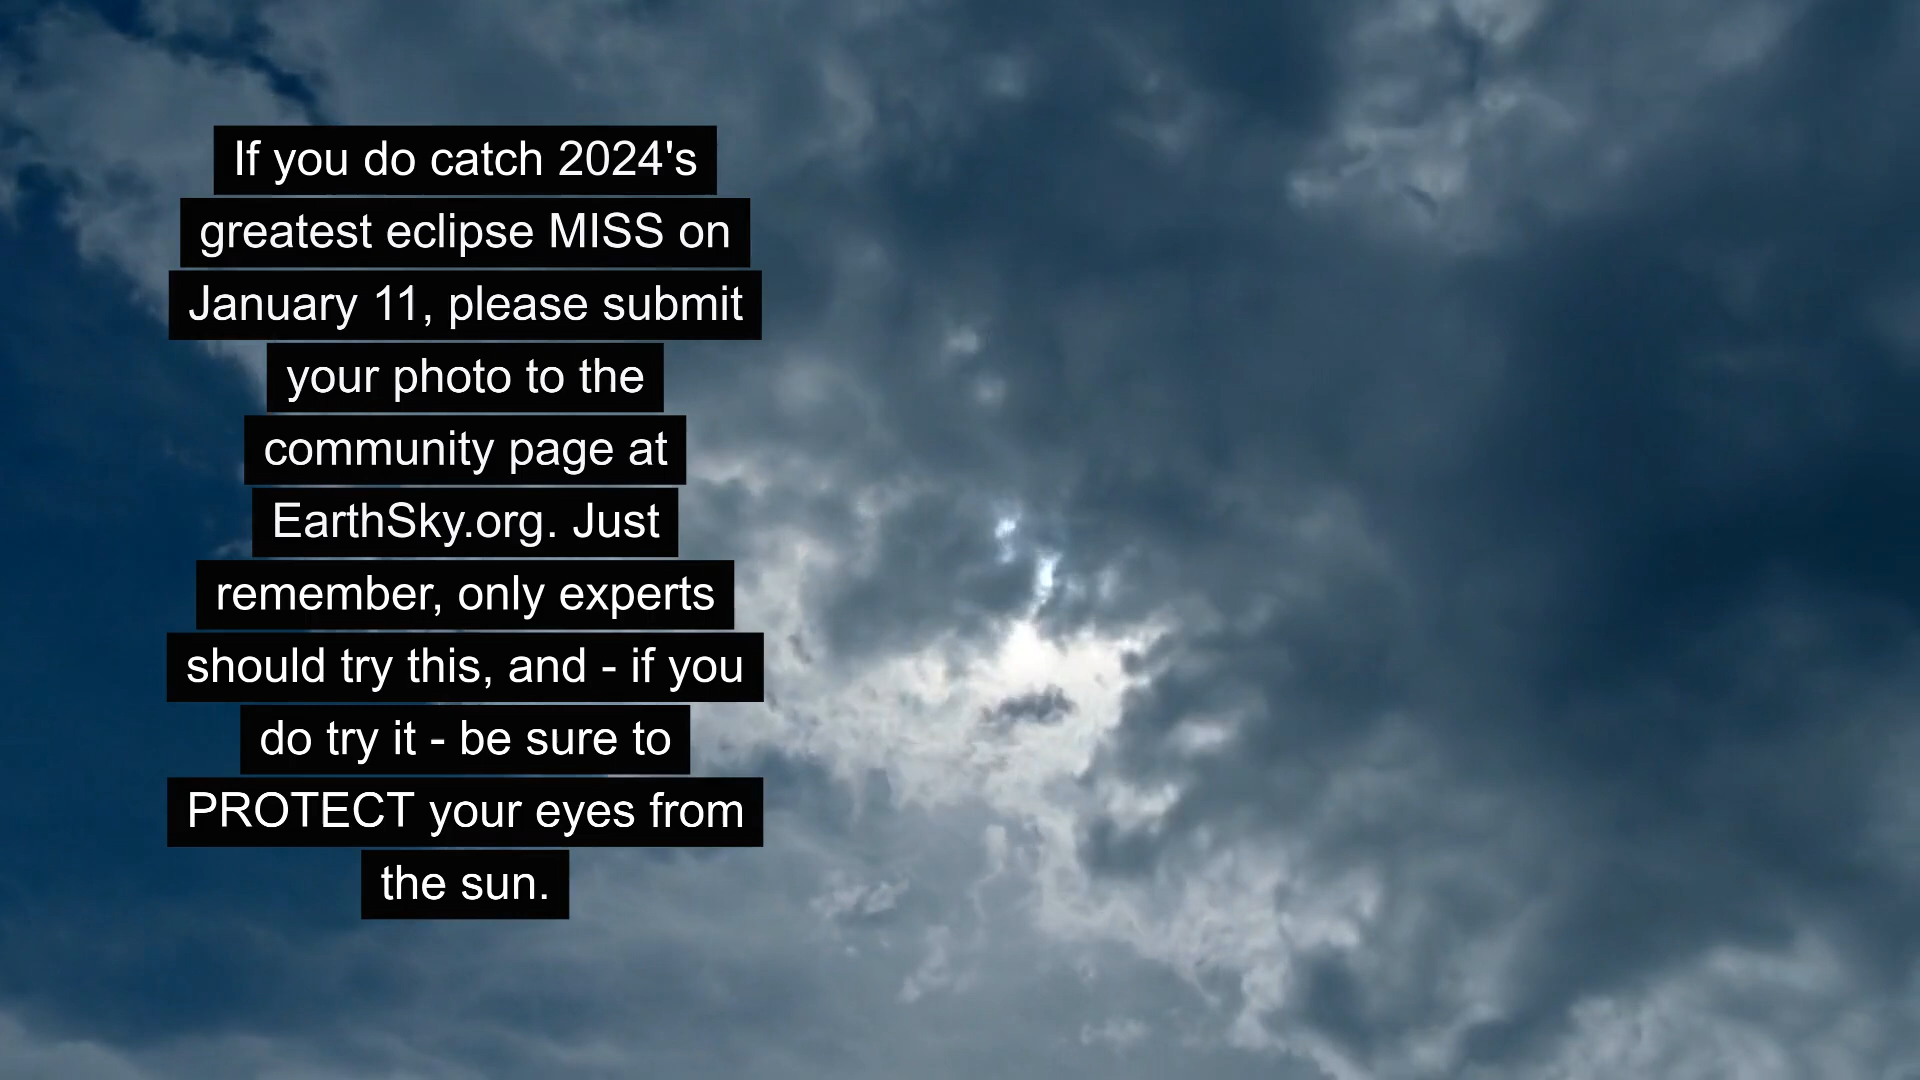 If you do catch 2024's
greatest eclipse MISS on
January 11, please submit
your photo to the
community page at
EarthSky.org. Just
remember, only experts
should try this, and - if you
do try it - be sure to
PROTECT your eyes from
the sun.